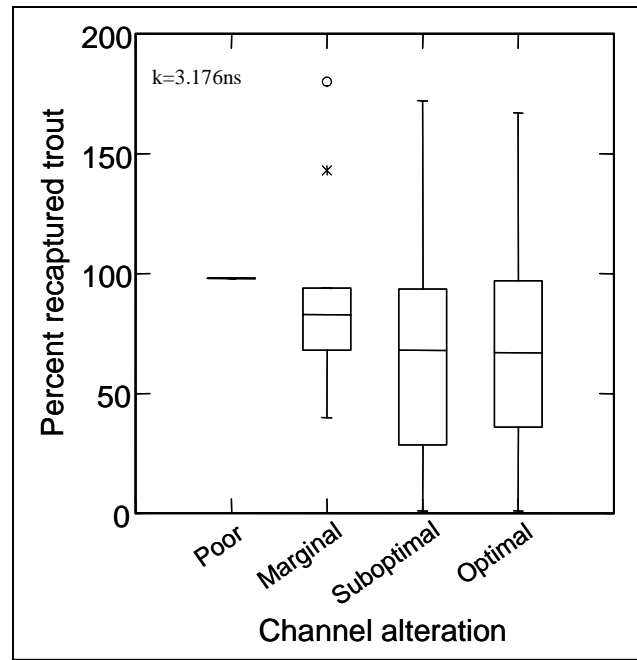 200
k=3.176ns
150
100
50
0
Percent recaptured trout
Poor
Marginal
Suboptimal
Optimal
Channel alteration